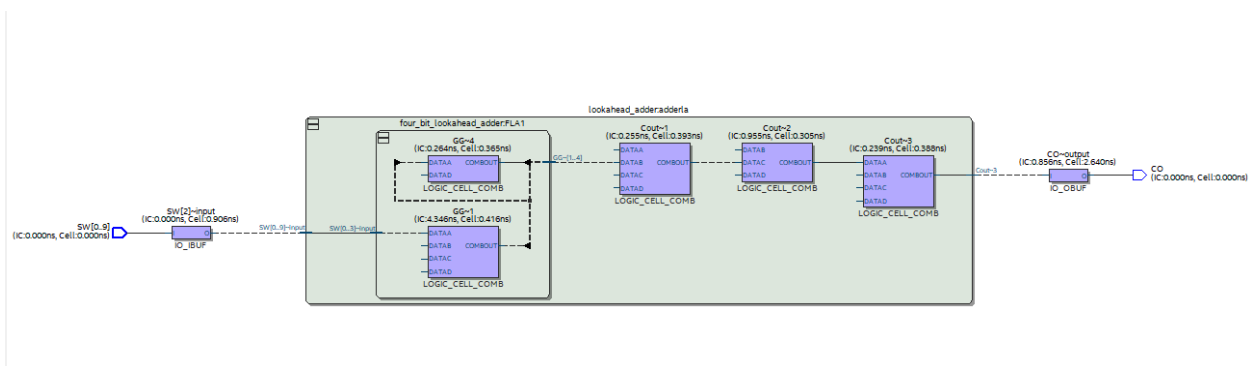 lookahead_adder:adderla
four_bit_lookahead_adder:FLA1
GG~4
(IC:0.264ns, Cell:0.365ns)
DATAA
COMBOUT
DATAD
LOGIC_CELL_COMB
GG~1
(IC:4.346ns, Cell:0.416ns)
DATAA
DATAB
COMBOUT
DATAC
DATAD
LOGIC_CELL_COMB
SW[0..9]
(IC:0.000ns, Cell:0.000ns)
SW[2]~input
(IC:0.000ns, Cell:0.906ns)
I
O
IO_IBUF
SW[0..9]~input
SW[0..3]~input
GG~[1..4]
Cout~1
(IC:0.255ns, Cell:0.393ns)
DATAA
DATAB
COMBOUT
DATAC
DATAD
LOGIC_CELL_COMB
Cout~2
(IC:0.955ns, Cell:0.305ns)
DATAB
DATAC
COMBOUT
DATAD
LOGIC_CELL_COMB
Cout~3
(IC:0.239ns, Cell:0.388ns)
DATAA
DATAB
COMBOUT
DATAC
DATAD
LOGIC_CELL_COMB
Cout~3
CO~output
(IC:0.856ns, Cell:2.640ns)
I
O
IO_OBUF
CO
(IC:0.000ns, Cell:0.000ns)